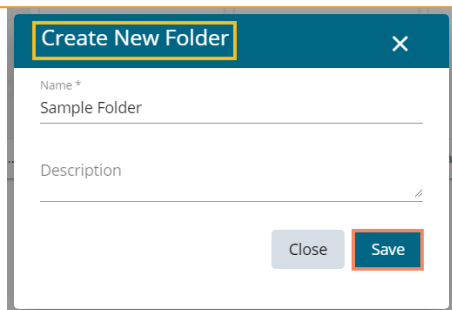 Create New Folder
Name *
Sample Folder
Description
Close Save